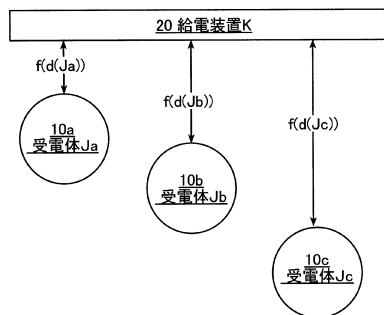 20 給電装置K
f(d(Ja))
f(d(Jb))
f(d(Jc))
10a
受電体Ja
10b
受電体Jb
10c
受電体Jc